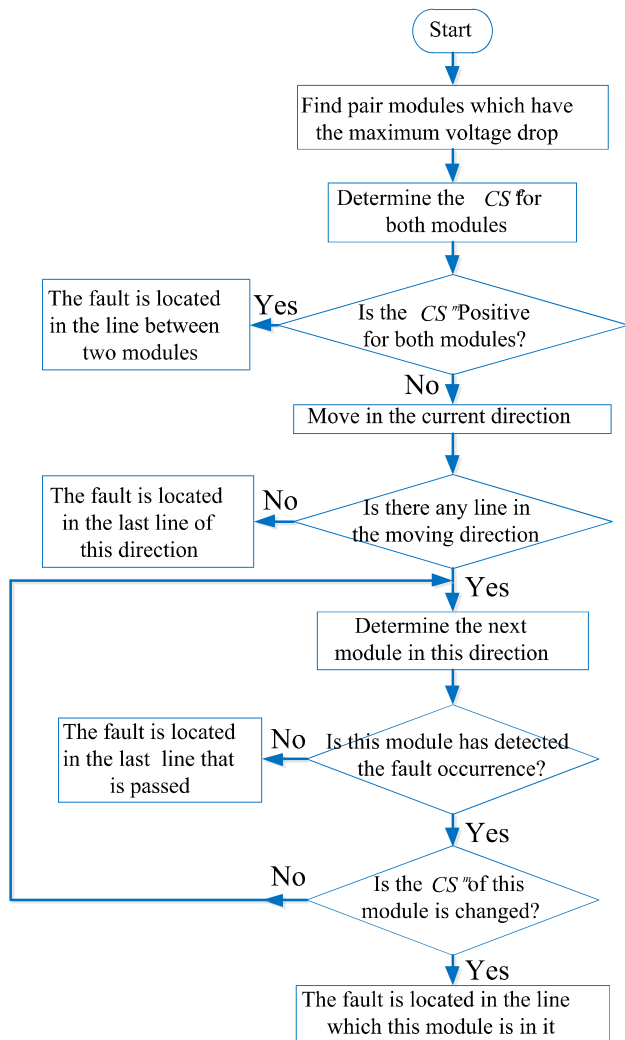 Start
Find pair modules which have
the maximum voltage drop
Determine the CS^m for
both modules
Is the CS^m Positive
for both modules?
Yes
The fault is located
in the line between
two modules
No
Move in the current direction
Is there any line in
the moving direction
No
The fault is located
in the last line of
this direction
Yes
Determine the next
module in this direction
Is this module has detected
the fault occurrence?
No
The fault is located
in the last line that
is passed
Yes
Is the CS^m of this
module is changed?
No
Yes
The fault is located in the line
which this module is in it